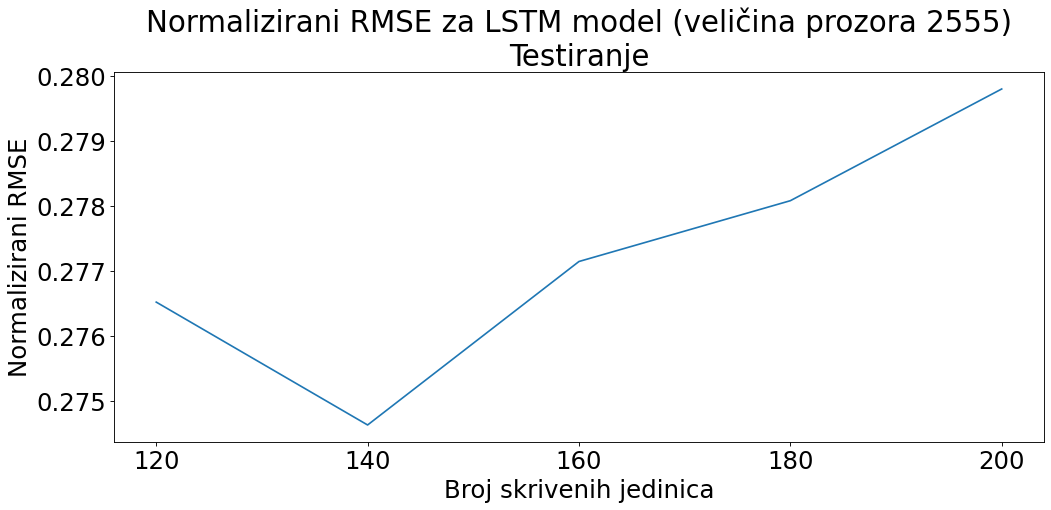 Normalizirani RMSE za LSTM model (veličina prozora 2555)
Testiranje
Normalizirani RMSE
0.280
0.279
0.278
0.277
0.276
0.275
120 140 160 180 200
Broj skrivenih jedinica